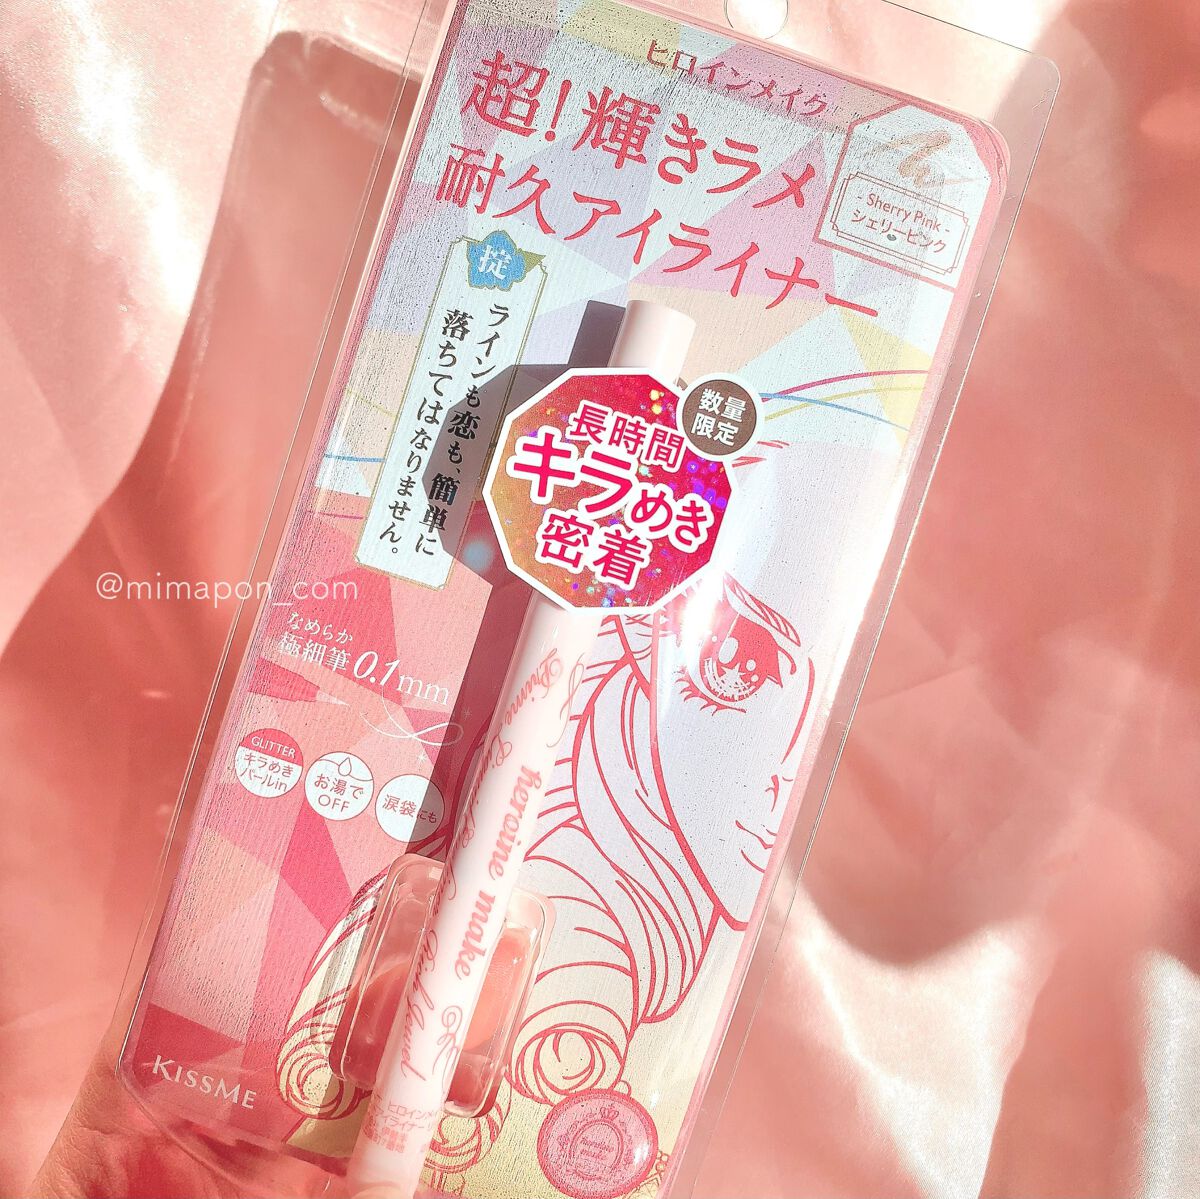 ヒロインメイク
超!輝きラメ
耐久アイライナー
- Sherry Pink -
シェリーピンク
掟
ラインも恋も、簡単に
落ちてはなりません。
数量
限定
長時間
キラめき
密着
@mimapon_com
なめらか
極細筆0.1mm
GLITTER
キラめき
パールin
お湯で
OFF
涙袋にも
heroine make
KISSME